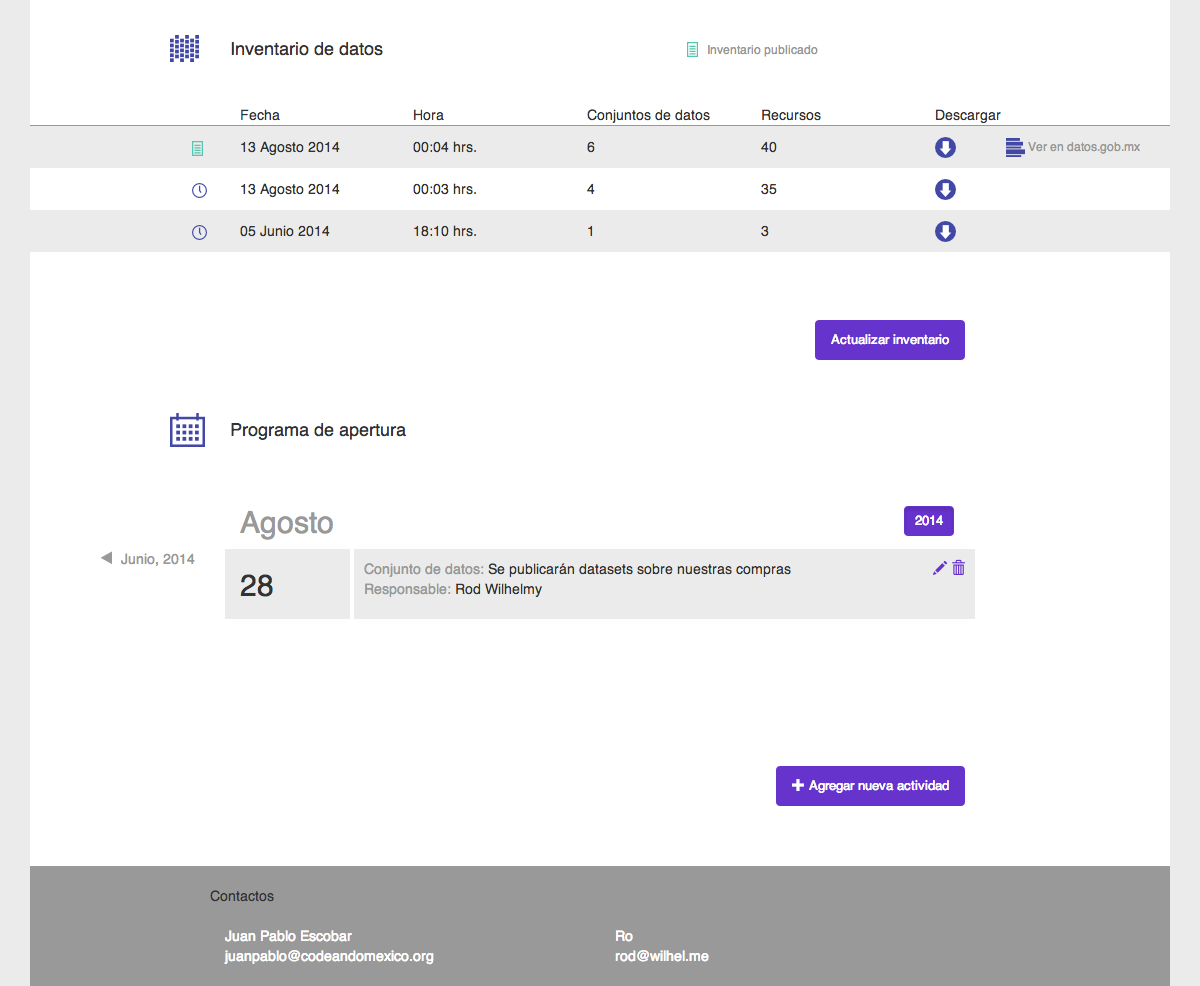 Inventario de datos
Inventario publicado
Fecha Hora Conjuntos de datos Recursos Descargar
13 Agosto 2014 00:04 hrs. 6 40 Ver en datos.gob.mx
13 Agosto 2014 00:03 hrs. 4 35
05 Junio 2014 18:10 hrs. 1 3
Actualizar inventario
Programa de apertura
Agosto 2014
Junio, 2014
28
Conjunto de datos: Se publicarán datasets sobre nuestras compras
Responsable: Rod Wilhelmy
Agregar nueva actividad
Contactos
Juan Pablo Escobar
juanpablo@codeandomexico.org
Ro
rod@wilhel.me